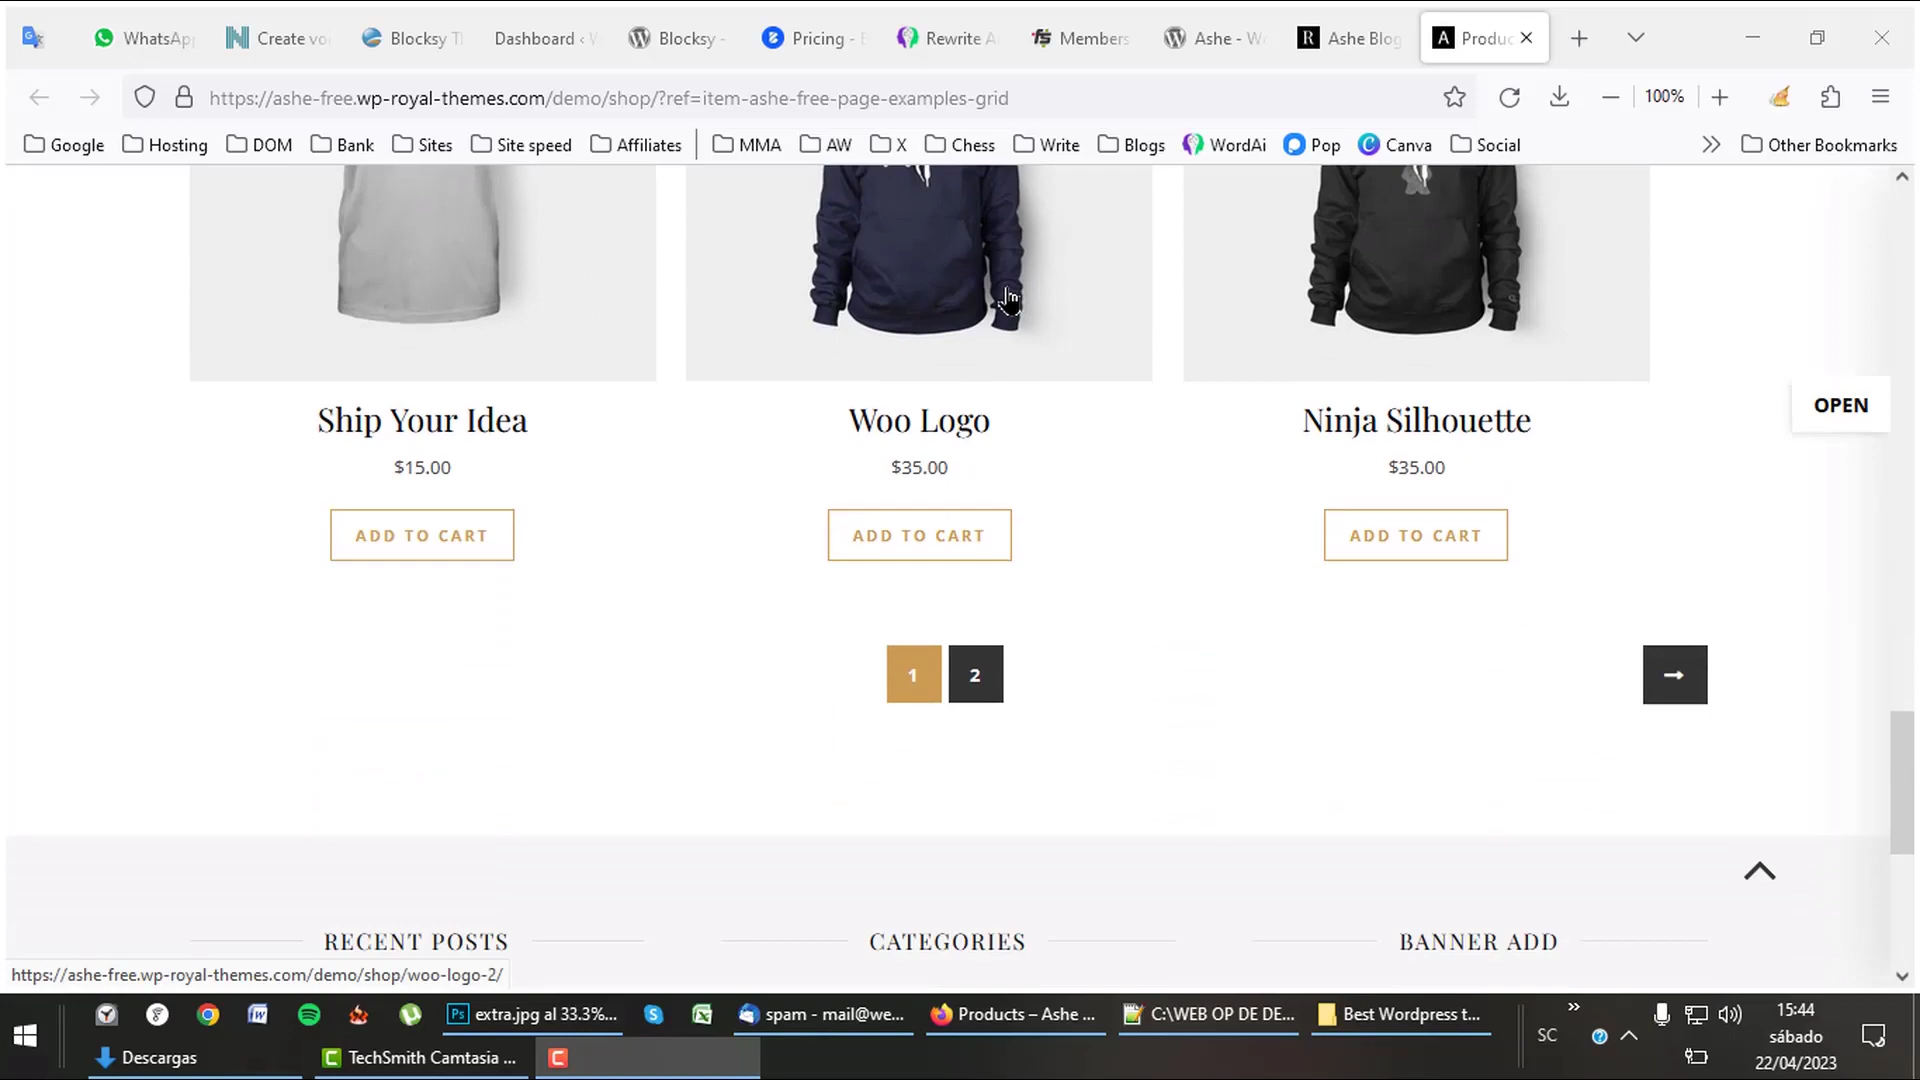 WhatsAp
Create vo
Blocksy T
Dashboard ‹
Blocksy -
Pricing -
Rewrite A
Members
Ashe - W
Ashe Blog
Produc
https://ashe-free.wp-royal-themes.com/demo/shop/?ref=item-ashe-free-page-examples-grid
100%
Google
Hosting
DOM
Bank
Sites
Site speed
Affiliates
MMA
AW
X
Chess
Write
Blogs
WordAi
Pop
Canva
Social
Other Bookmarks
OPEN
Ship Your Idea
Woo Logo
Ninja Silhouette
$15.00
$35.00
$35.00
ADD TO CART
ADD TO CART
ADD TO CART
1
2
RECENT POSTS
CATEGORIES
BANNER ADD
https://ashe-free.wp-royal-themes.com/demo/shop/woo-logo-2/
extra.jpg al 33.3%...
spam - mail@we...
Products – Ashe ...
C:\WEB OP DE DE...
Best Wordpress t...
Descargas
TechSmith Camtasia ...
SC
15:44
sábado
22/04/2023